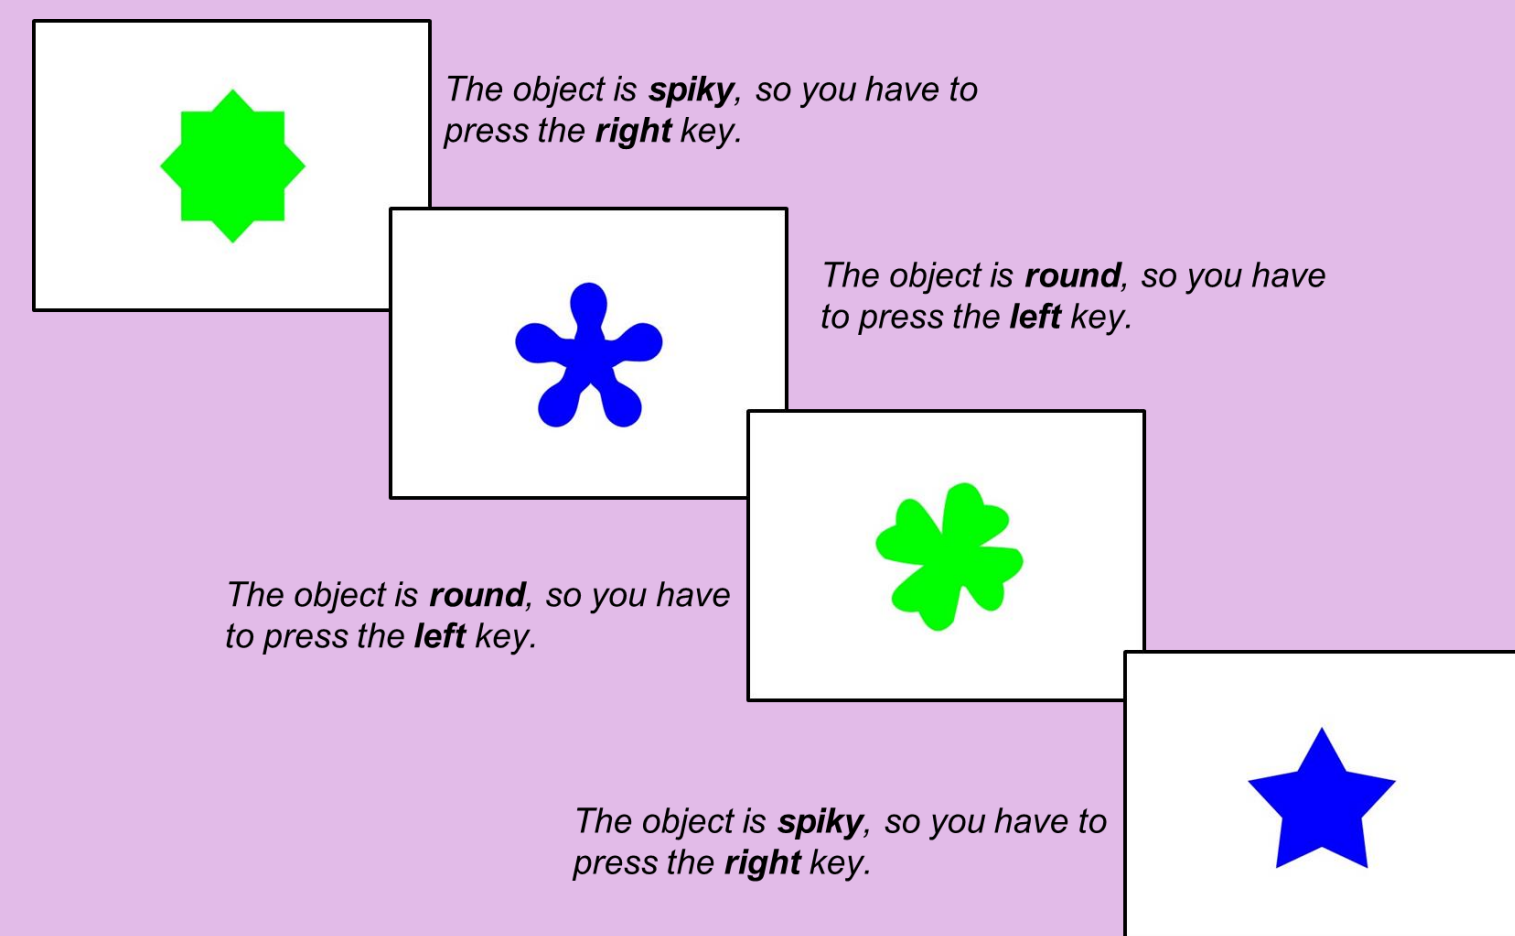 The object is spiky, so you have to
press the right key.
The object is round, so you have
to press the left key.
The object is round, so you have
to press the left key.
The object is spiky, so you have to
press the right key.